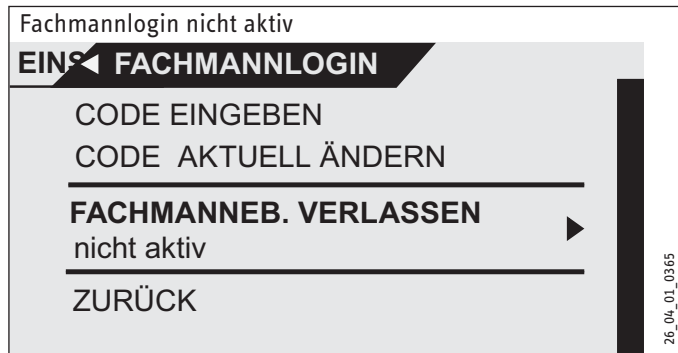 Fachmannlogin nicht aktiv
EINS FACHMANNLOGIN
CODE EINGEBEN
CODE AKTUELL ÄNDERN
FACHMANNEB. VERLASSEN
nicht aktiv
ZURÜCK
26_04_01_0365